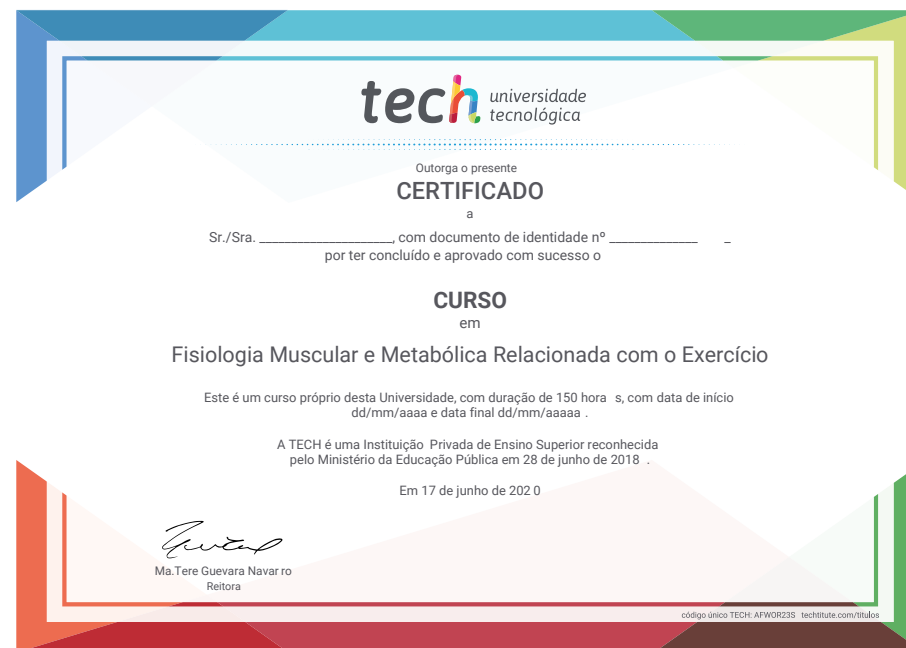 tech universidade
tecnológica
Outorga o presente
CERTIFICADO
a
Sr./Sra. ______________________, com documento de identidade nº ______________ _
por ter concluído e aprovado com sucesso o
CURSO
em
Fisiologia Muscular e Metabólica Relacionada com o Exercício
Este é um curso próprio desta Universidade, com duração de 150 hora s, com data de início
dd/mm/aaaa e data final dd/mm/aaaaa .
A TECH é uma Instituição Privada de Ensino Superior reconhecida
pelo Ministério da Educação Pública em 28 de junho de 2018 .
Em 17 de junho de 202 0
Ma.Tere Guevara Navar ro
Reitora
código único TECH: AFWOR23S techtitute.com/titulos